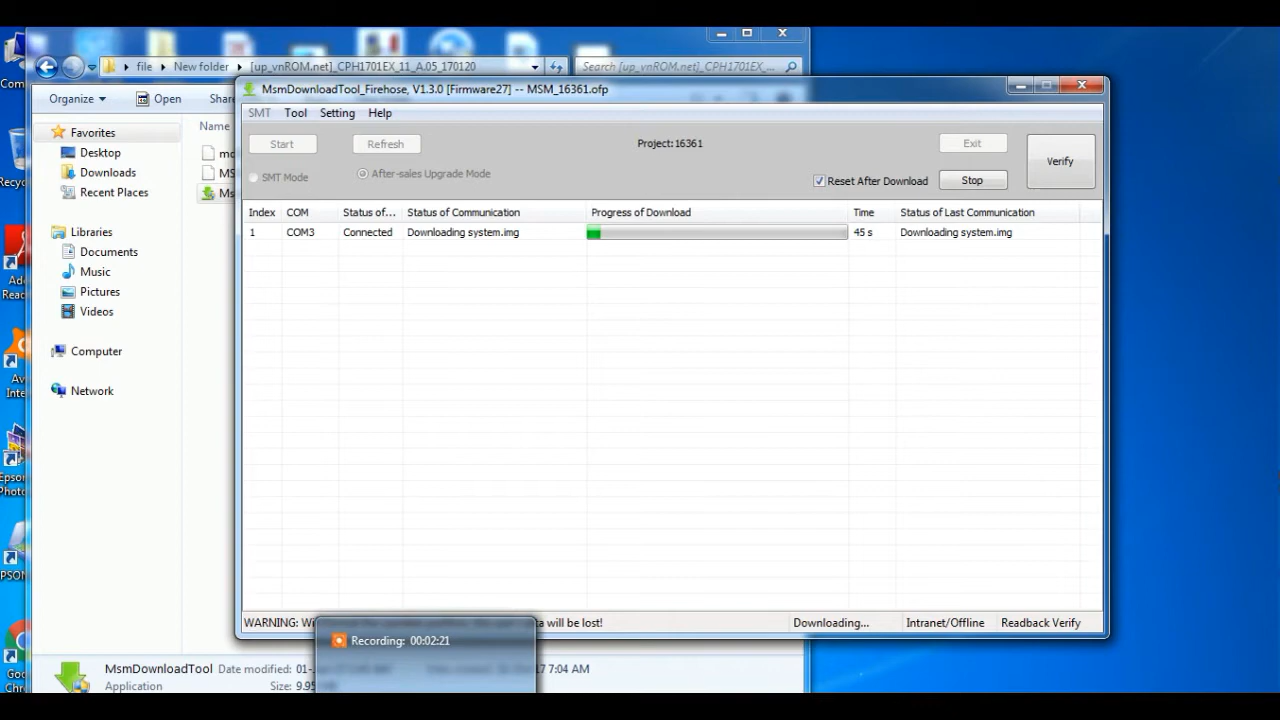 file
New folder
[up_vnROM.net]_CPH1701EX_11_A.05_170120
Search [up_vnROM.net]_CPH1701EX_...
Organize
Open
Name
Favorites
Desktop
Downloads
Recent Places
Libraries
Documents
Music
Pictures
Videos
Computer
Network
MsmDownloadTool_Firehose, V1.3.0 [Firmware27] -- MSM_16361.ofp
SMT Tool Setting Help
Start Refresh Project:16361 Exit Verify
SMT Mode After-sales Upgrade Mode Reset After Download Stop
Index COM Status of... Status of Communication Progress of Download Time Status of Last Communication
1 COM3 Connected Downloading system.img 45 s Downloading system.img
WARNING: will be lost! Downloading... Intranet/Offline Readback Verify
Recording: 00:02:21
MsmDownloadTool Date modified: 7:04 AM
Application Size: